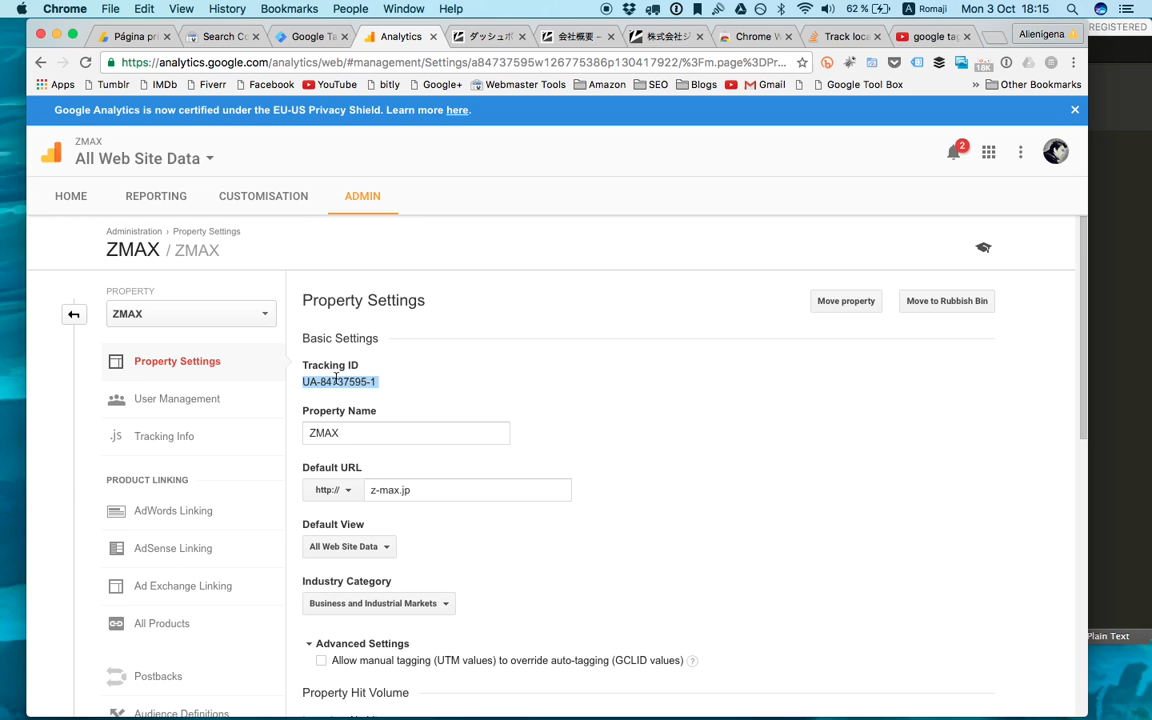 Chrome File Edit View History Bookmarks People Window Help 62 % A Romaji Mon 3 Oct 18:15
REGISTERED
Página pri Search Co Google Ta Analytics ダッシュボ 会社概要 – 株式会社ジ Chrome W Track loca google tag Alienigena
https://analytics.google.com/analytics/web/#management/Settings/a84737595w126775386p130417922/%3Fm.page%3DPr... 18K
Apps Tumblr IMDb Fiverr Facebook YouTube bitly Google+ Webmaster Tools Amazon SEO Blogs Gmail Google Tool Box » Other Bookmarks
Google Analytics is now certified under the EU-US Privacy Shield. Learn more here.
ZMAX
All Web Site Data
2
HOME REPORTING CUSTOMISATION ADMIN
Administration › Property Settings
ZMAX / ZMAX
PROPERTY
ZMAX
Property Settings
User Management
.js Tracking Info
PRODUCT LINKING
AdWords Linking
AdSense Linking
Ad Exchange Linking
All Products
Postbacks
Audience Definitions
Property Settings
Move property
Move to Rubbish Bin
Basic Settings
Tracking ID
UA-84737595-1
Property Name
ZMAX
Default URL
http:// z-max.jp
Default View
All Web Site Data
Industry Category
Business and Industrial Markets
Advanced Settings
Allow manual tagging (UTM values) to override auto-tagging (GCLID values) ?
Property Hit Volume
Plain Text